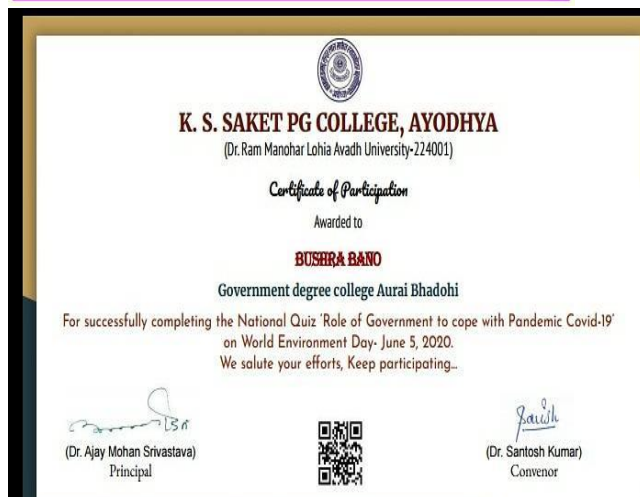 K. S. SAKET PG COLLEGE, AYODHYA
(Dr. Ram Manohar Lohia Avadh University-224001)
Certificate of Participation
Awarded to
BUSHRA BANO
Government degree college Aurai Bhadohi
For successfully completing the National Quiz 'Role of Government to cope with Pandemic Covid-19'
on World Environment Day- June 5, 2020.
We salute your efforts, Keep participating...
(Dr. Ajay Mohan Srivastava)
Principal
(Dr. Santosh Kumar)
Convenor